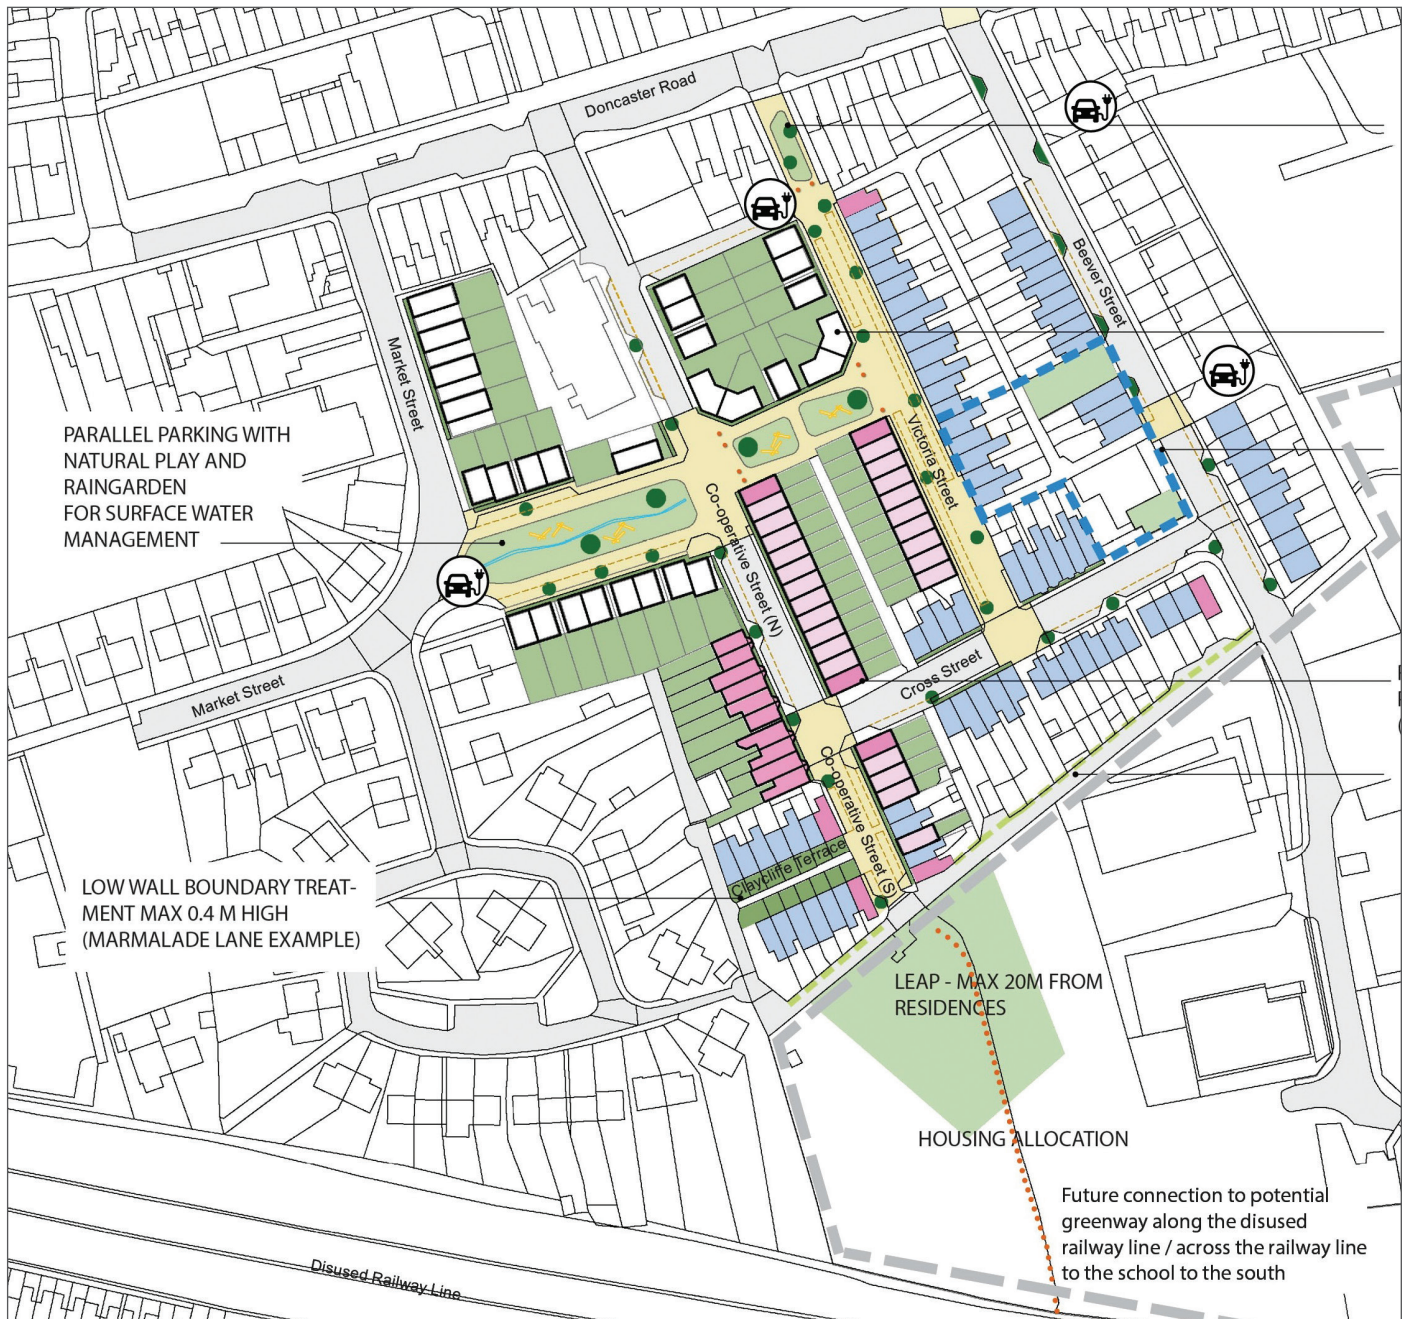 Doncaster Road
Beever Street
Market Street
Victoria Street
PARALLEL PARKING WITH
NATURAL PLAY AND
RAINGARDEN
FOR SURFACE WATER
MANAGEMENT
Co-operative Street (N)
Cross Street
Market Street
Co-operative Street (S)
Claycliffe Terrace
LOW WALL BOUNDARY TREAT-
MENT MAX 0.4 M HIGH
(MARMALADE LANE EXAMPLE)
LEAP - MAX 20M FROM
RESIDENCES
HOUSING ALLOCATION
Future connection to potential
greenway along the disused
railway line / across the railway line
to the school to the south
Disused Railway Line